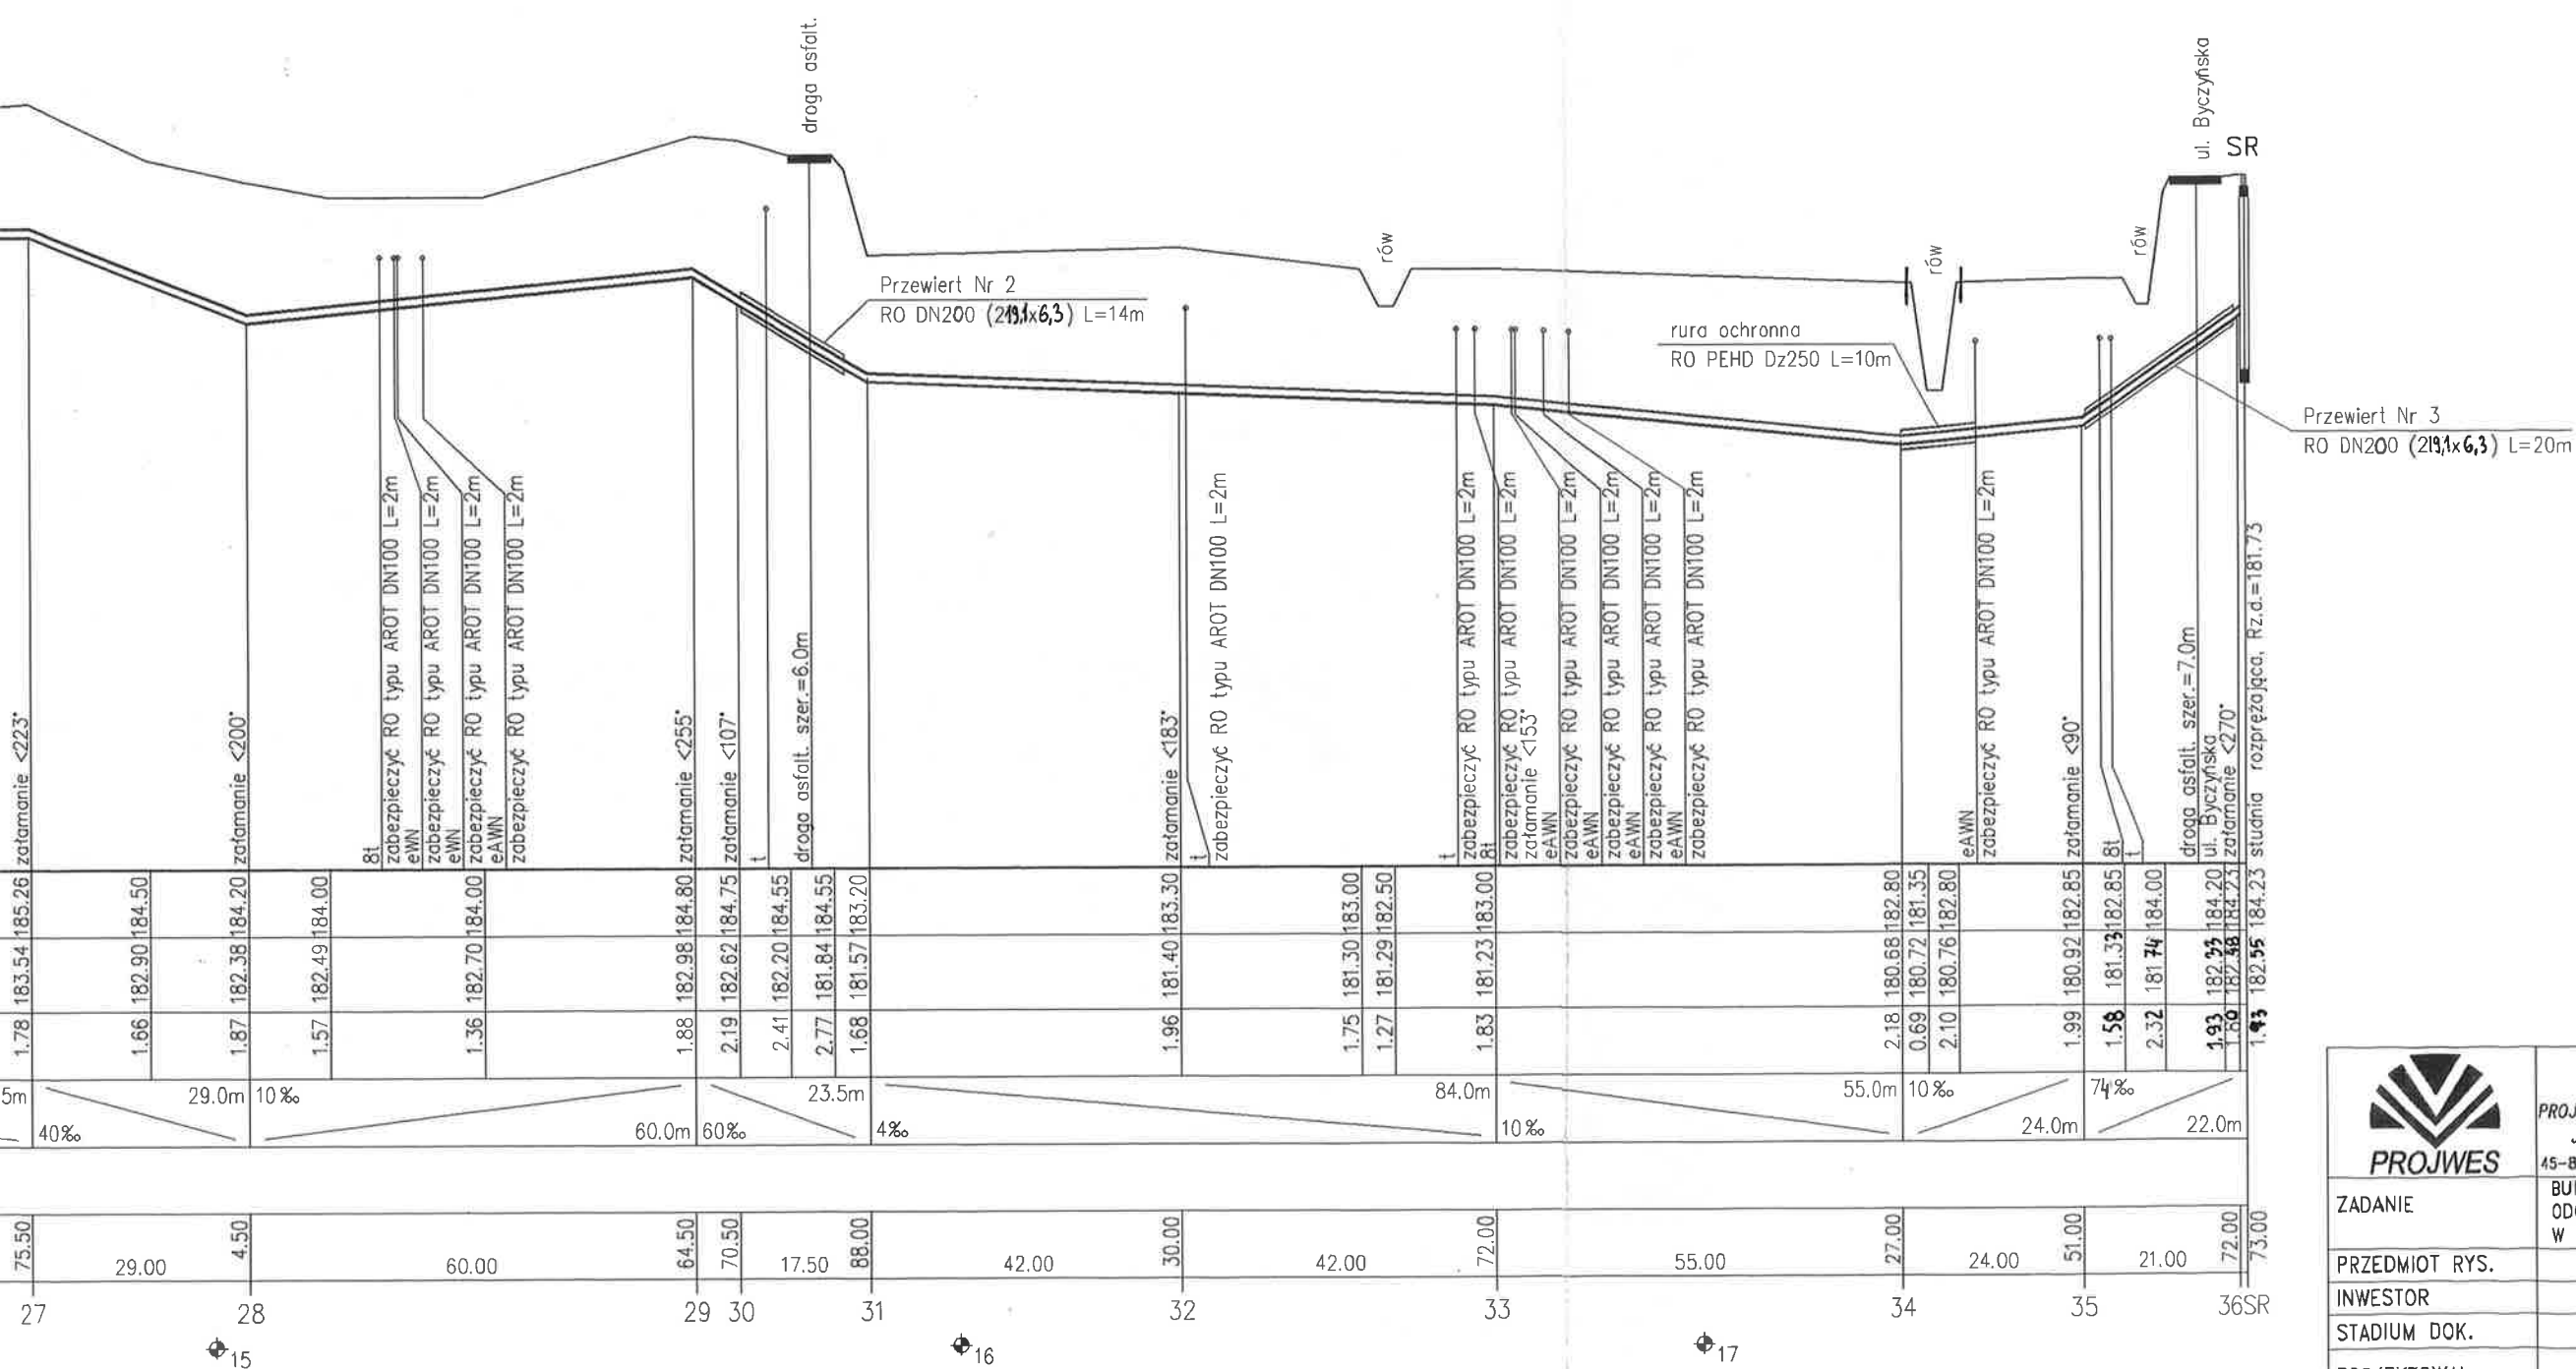 droga asfalt.
ul. Byczyńska
SR
rów
rów
rów
Przewiert Nr 2
RO DN200 (219,1x6,3) L=14m
rura ochronna
RO PEHD Dz250 L=10m
Przewiert Nr 3
RO DN200 (219,1x6,3) L=20m
załamanie <223°
załamanie <200°
8t
zabezpieczyć RO typu AROT DN100 L=2m
eWN
zabezpieczyć RO typu AROT DN100 L=2m
eWN
zabezpieczyć RO typu AROT DN100 L=2m
eAWN
zabezpieczyć RO typu AROT DN100 L=2m
załamanie <255°
załamanie <107°
t
droga asfalt. szer.=6.0m
załamanie <183°
t
zabezpieczyć RO typu AROT DN100 L=2m
t
zabezpieczyć RO typu AROT DN100 L=2m
8t
zabezpieczyć RO typu AROT DN100 L=2m
załamanie <153°
eAWN
zabezpieczyć RO typu AROT DN100 L=2m
eAWN
zabezpieczyć RO typu AROT DN100 L=2m
eAWN
zabezpieczyć RO typu AROT DN100 L=2m
eAWN
zabezpieczyć RO typu AROT DN100 L=2m
eAWN
zabezpieczyć RO typu AROT DN100 L=2m
załamanie <90°
8t
t
droga asfalt. szer.=7.0m
ul. Byczyńska
załamanie <270°
studnia rozprężająca, Rz.d.=181.73
185.26 184.50 184.20 184.00 184.00 184.80 184.75 184.55 184.55 183.20 183.30 183.00 182.50 183.00 182.80 181.35 182.80 182.85 182.85 184.00 184.20 184.23 184.23
183.54 182.90 182.38 182.49 182.70 182.98 182.62 182.20 181.84 181.57 181.40 181.30 181.29 181.23 180.68 180.72 180.76 180.92 181.33 181.74 182.33 182.48 182.55
1.78 1.66 1.87 1.57 1.36 1.88 2.19 2.41 2.77 1.68 1.96 1.75 1.27 1.83 2.18 0.69 2.10 1.99 1.58 2.32 1.93 1.80
5m 29.0m 10‰ 23.5m 84.0m 55.0m 10‰ 74‰
40‰ 60.0m 60‰ 4‰ 10‰ 24.0m 22.0m
75.50 4.50 64.50 70.50 88.00 30.00 72.00 27.00 51.00 72.00 73.00
29.00 60.00 17.50 42.00 42.00 55.00 24.00 21.00
27 28 29 30 31 32 33 34 35 36SR
15 16 17
PROJWES
45-8
ZADANIE
W
PRZEDMIOT RYS.
INWESTOR
STADIUM DOK.